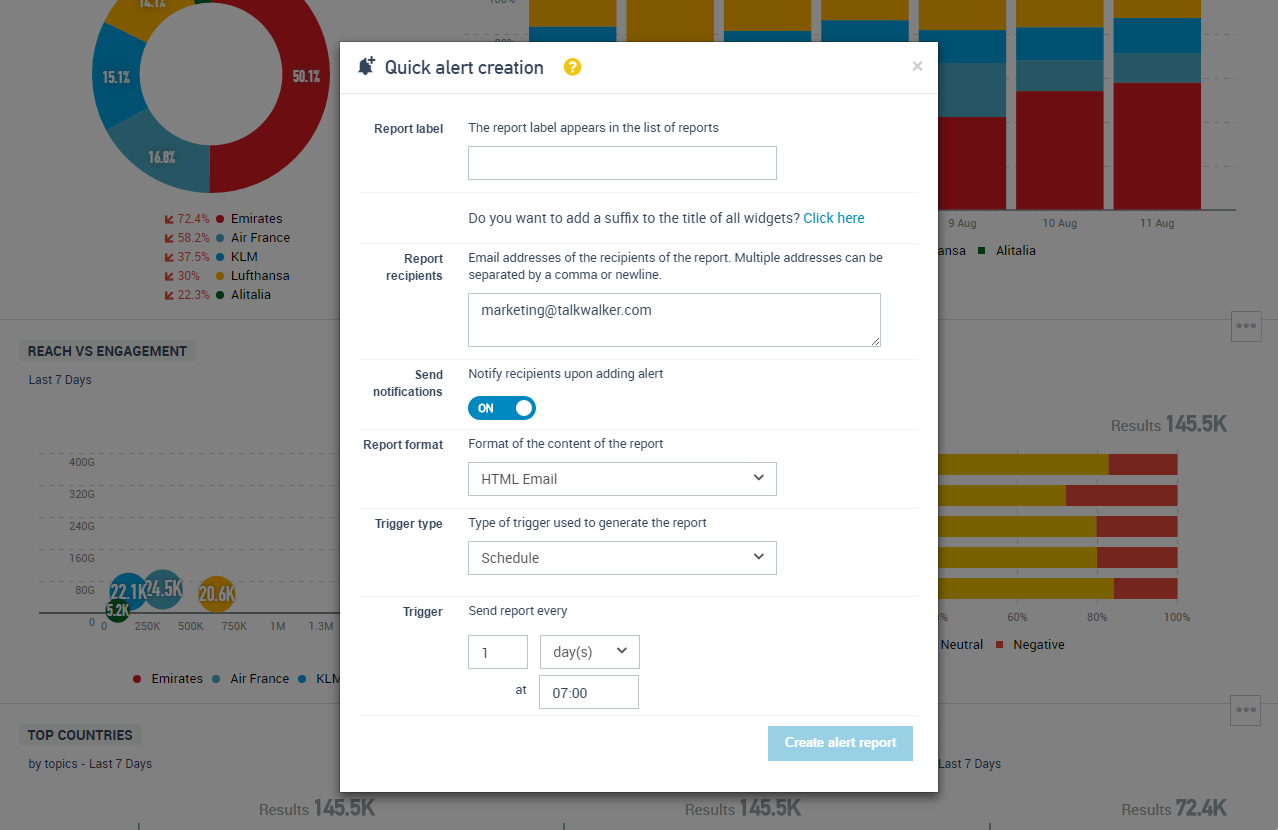 14.1%
15.1%
50.1%
16.8%
72.4% Emirates
58.2% Air France
37.5% KLM
30% Lufthansa
22.3% Alitalia
100%
80%
9 Aug 10 Aug 11 Aug
ansa Alitalia
Quick alert creation ?
×
Report label
The report label appears in the list of reports
Do you want to add a suffix to the title of all widgets? Click here
Report
recipients
Email addresses of the recipients of the report. Multiple addresses can be
separated by a comma or newline.
marketing@talkwalker.com
Send
notifications
Notify recipients upon adding alert
ON
Report format
Format of the content of the report
HTML Email
Trigger type
Type of trigger used to generate the report
Schedule
Trigger
Send report every
1 day(s)
at 07:00
Create alert report
REACH VS ENGAGEMENT
Last 7 Days
400G
320G
240G
160G
80G
0
22.1K
24.5K
20.6K
5.2K
0 250K 500K 750K 1M 1.3M
Emirates Air France KLM
Results 145.5K
% 60% 80% 100%
Neutral Negative
TOP COUNTRIES
by topics - Last 7 Days
Last 7 Days
Results 145.5K
Results 145.5K
Results 72.4K